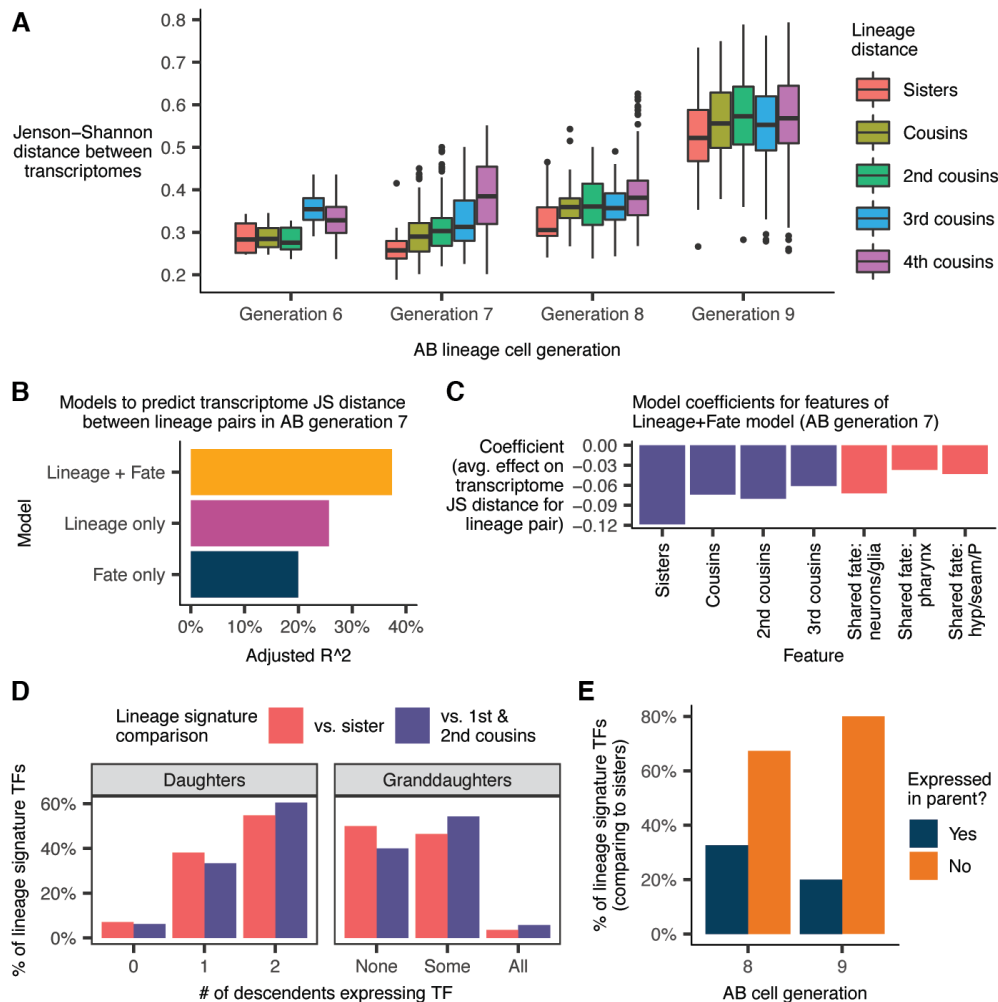 A
Jenson–Shannon
distance between
transcriptomes
0.8
0.7
0.6
0.5
0.4
0.3
0.2
Generation 6
Generation 7
Generation 8
Generation 9
AB lineage cell generation
Lineage
distance
Sisters
Cousins
2nd cousins
3rd cousins
4th cousins
B
Models to predict transcriptome JS distance
between lineage pairs in AB generation 7
Model
Lineage + Fate
Lineage only
Fate only
0%
10%
20%
30%
40%
Adjusted R^2
C
Model coefficients for features of
Lineage+Fate model (AB generation 7)
Coefficient
(avg. effect on
transcriptome
JS distance for
lineage pair)
0.00
−0.03
−0.06
−0.09
−0.12
Sisters
Cousins
2nd cousins
3rd cousins
Shared fate:
neurons/glia
Shared fate:
pharynx
Shared fate:
hyp/seam/P
Feature
D
Lineage signature
comparison
vs. sister
vs. 1st &
2nd cousins
Daughters
Granddaughters
% of lineage signature TFs
60%
40%
20%
0%
0
1
2
None
Some
All
# of descendents expressing TF
E
% of lineage signature TFs
(comparing to sisters)
80%
60%
40%
20%
0%
8
9
AB cell generation
Expressed
in parent?
Yes
No